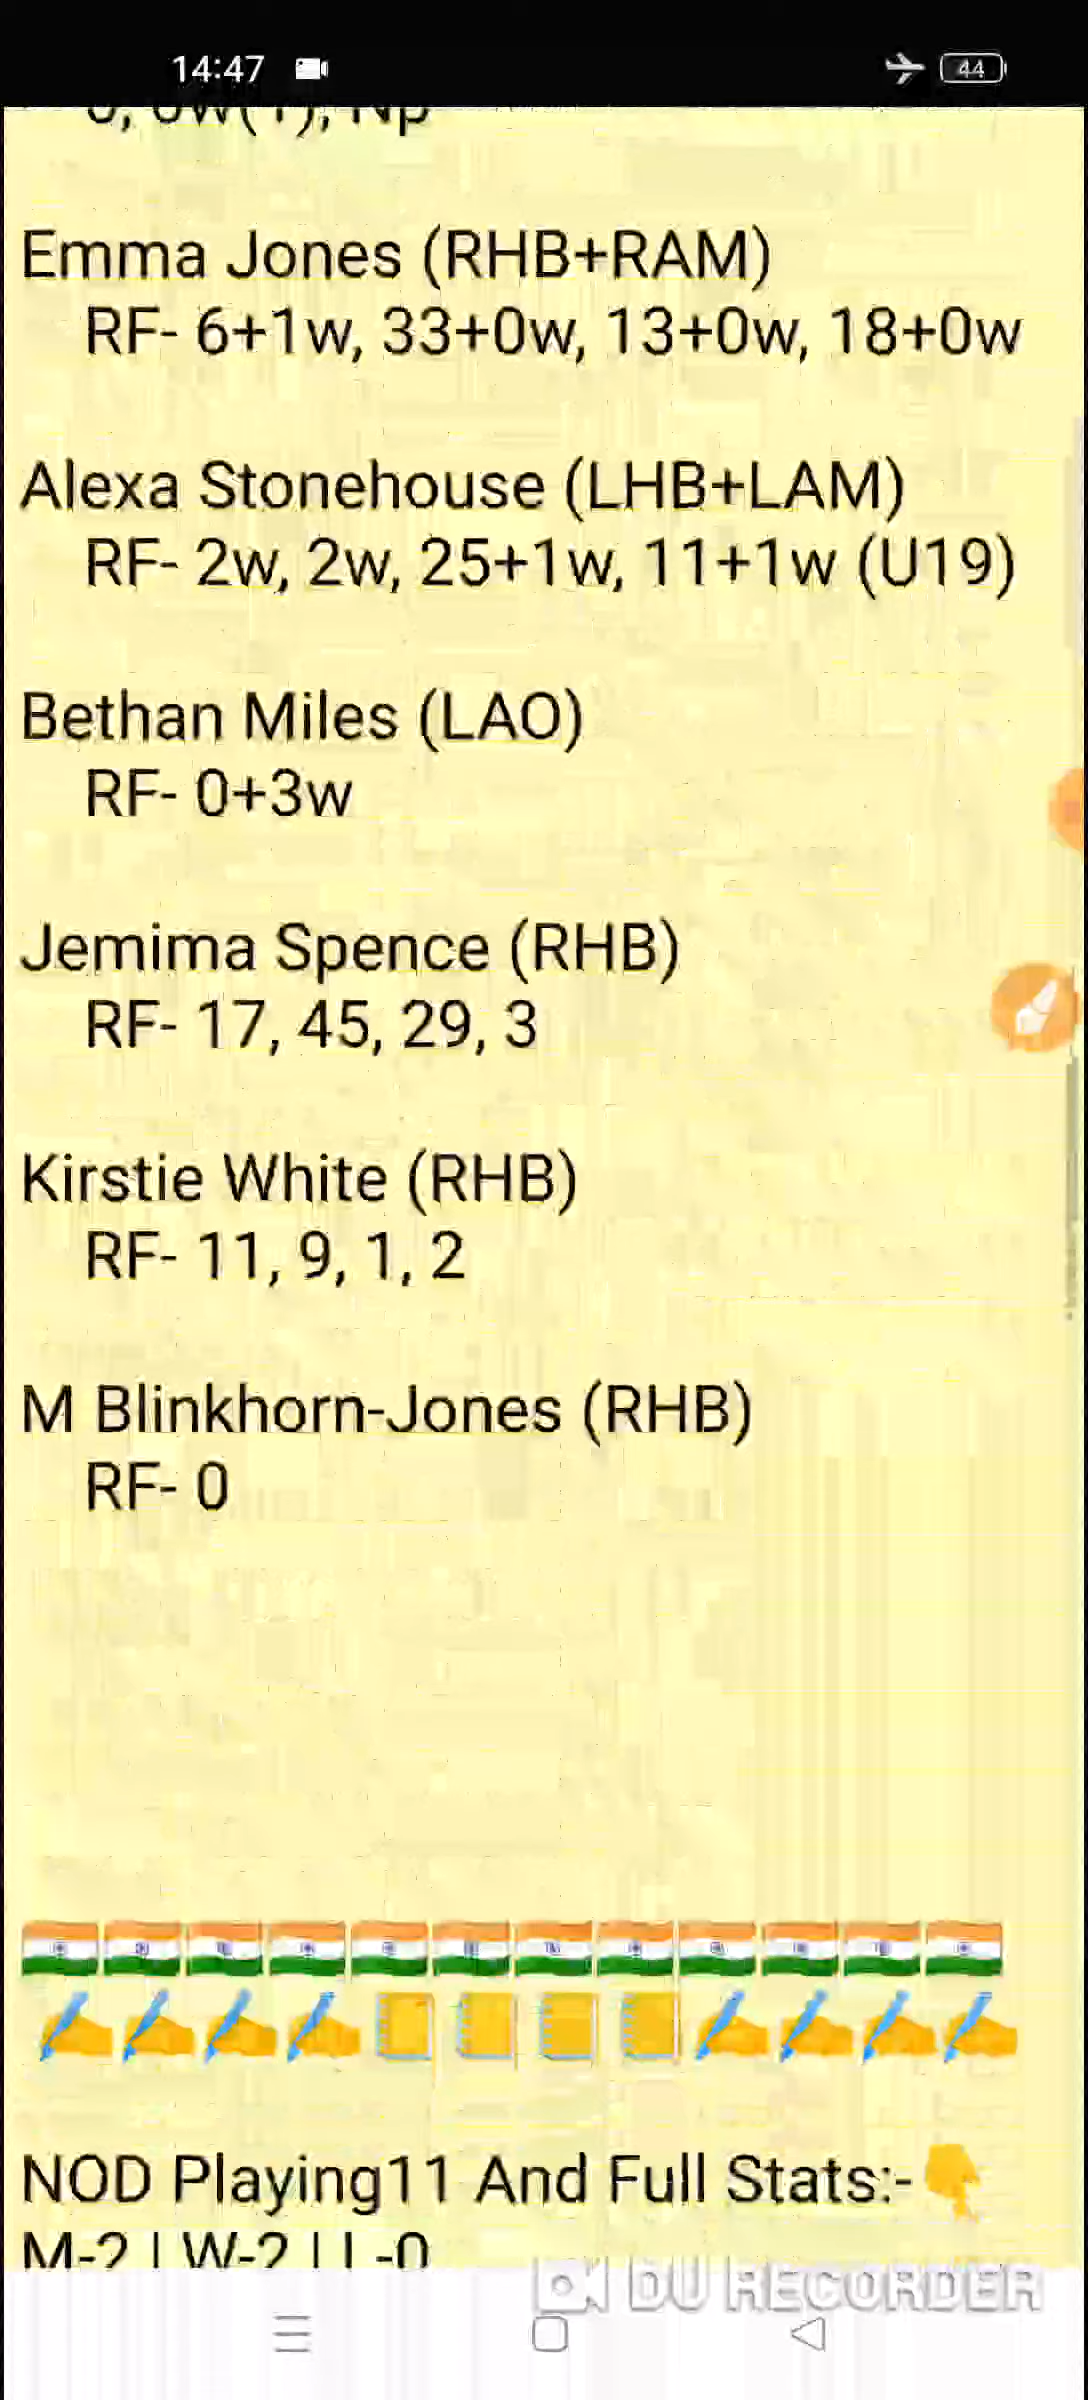 14:47
44
Emma Jones (RHB+RAM)
RF- 6+1w, 33+0w, 13+0w, 18+0w
Alexa Stonehouse (LHB+LAM)
RF- 2w, 2w, 25+1w, 11+1w (U19)
Bethan Miles (LAO)
RF- 0+3w
Jemima Spence (RHB)
RF- 17, 45, 29, 3
Kirstie White (RHB)
RF- 11, 9, 1, 2
M Blinkhorn-Jones (RHB)
RF- 0
NOD Playing11 And Full Stats:-
M-2 | W-2 | L-0
DU RECORDER